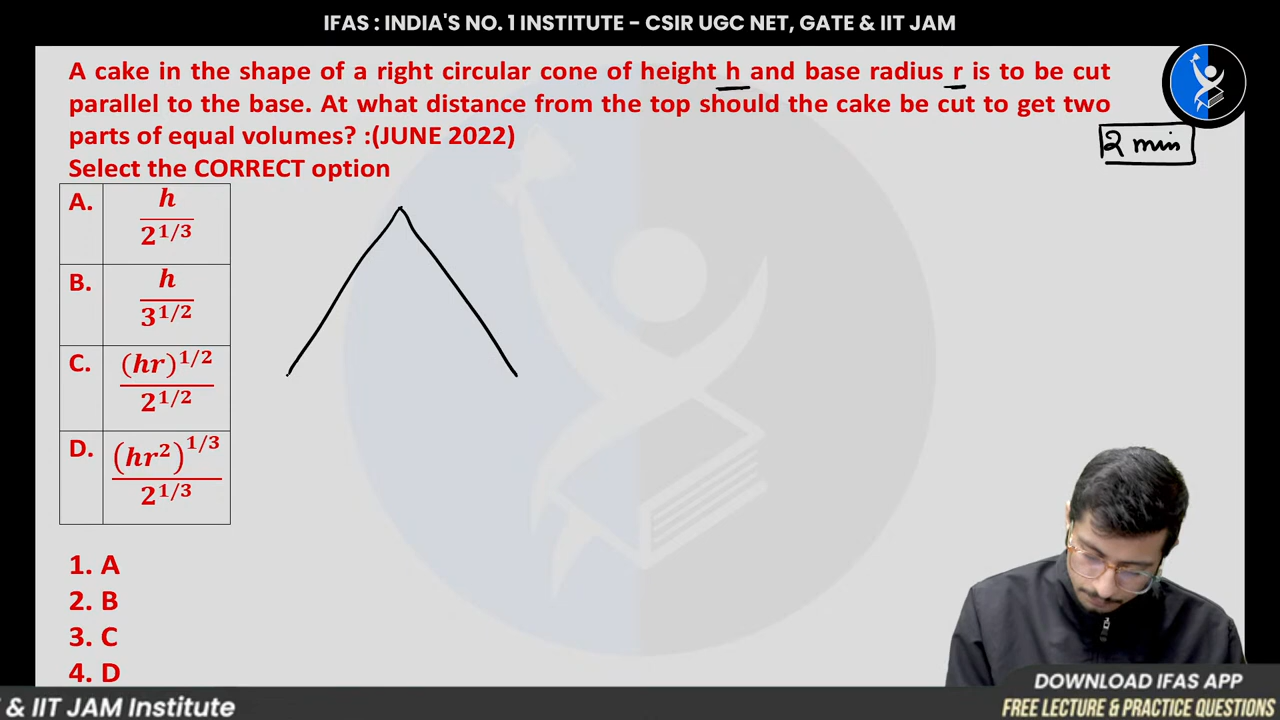 IFAS : INDIA'S NO. 1 INSTITUTE - CSIR UGC NET, GATE & IIT JAM
A cake in the shape of a right circular cone of height h and base radius r is to be cut
parallel to the base. At what distance from the top should the cake be cut to get two
parts of equal volumes? :(JUNE 2022)
2 min
Select the CORRECT option
A. h / 2^1/3
B. h / 3^1/2
C. (hr)^1/2 / 2^1/2
D. (hr²)^1/3 / 2^1/3
1. A
2. B
3. C
4. D
DOWNLOAD IFAS APP
& IIT JAM Institute
FREE LECTURE & PRACTICE QUESTIONS